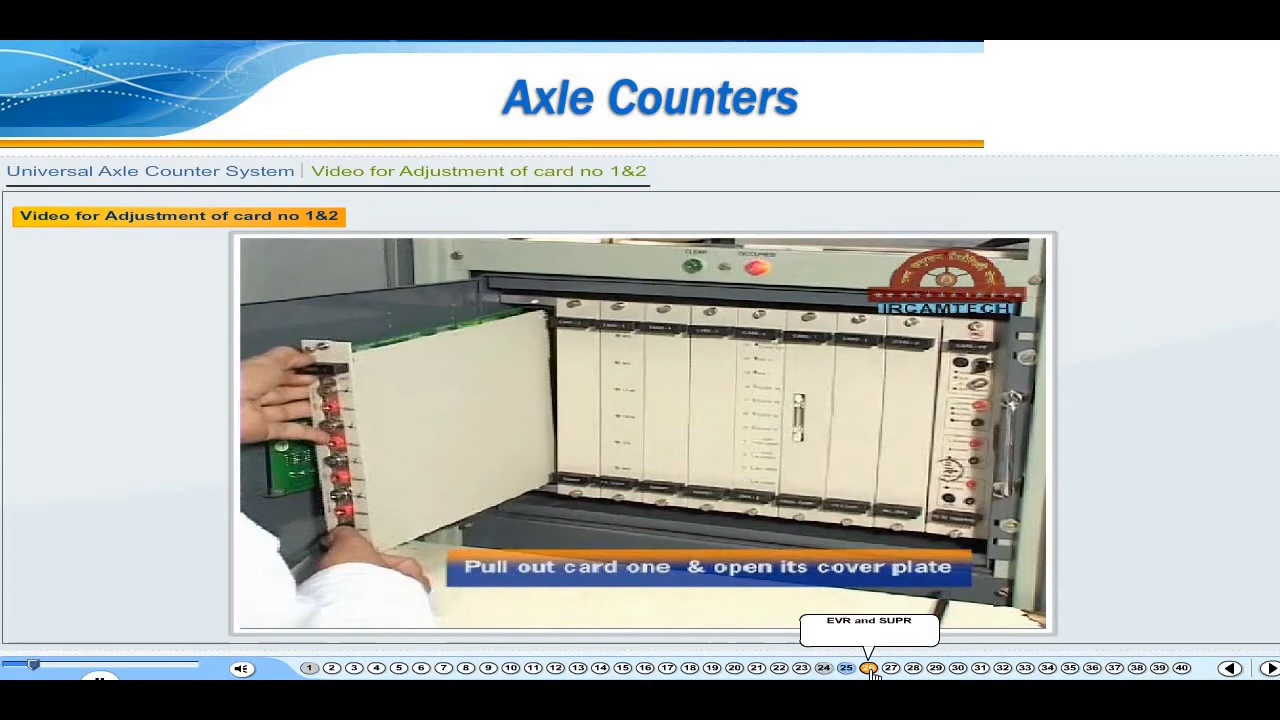 Axle Counters
Universal Axle Counter System | Video for Adjustment of card no 1&2
Video for Adjustment of card no 1&2
CLEAR
OCCUPIED
IRCAMTECH
Pull out card one & open its cover plate
EVR and SUPR
1 2 3 4 5 6 7 8 9 10 11 12 13 14 15 16 17 18 19 20 21 22 23 24 25 26 27 28 29 30 31 32 33 34 35 36 37 38 39 40